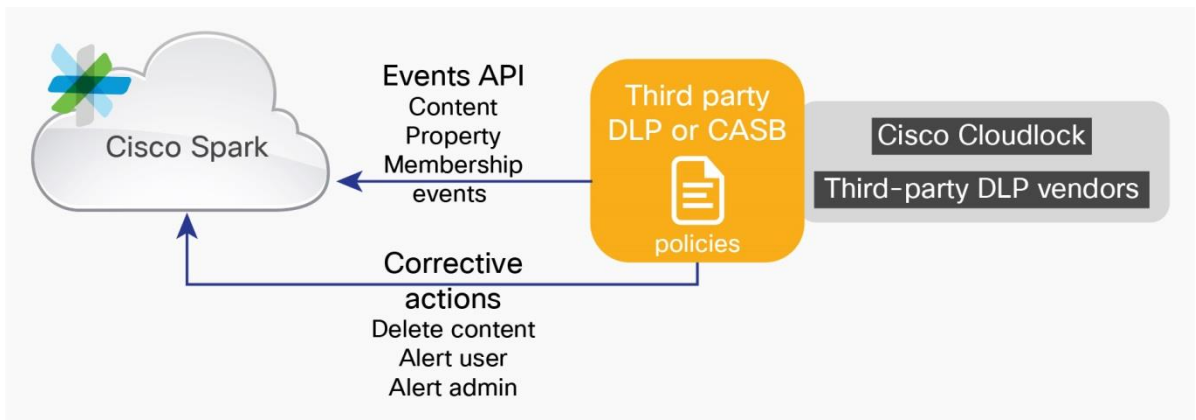 Cisco Spark
Events API
Content
Property
Membership
events
Third party
DLP or CASB
policies
Cisco Cloudlock
Third-party DLP vendors
Corrective
actions
Delete content
Alert user
Alert admin